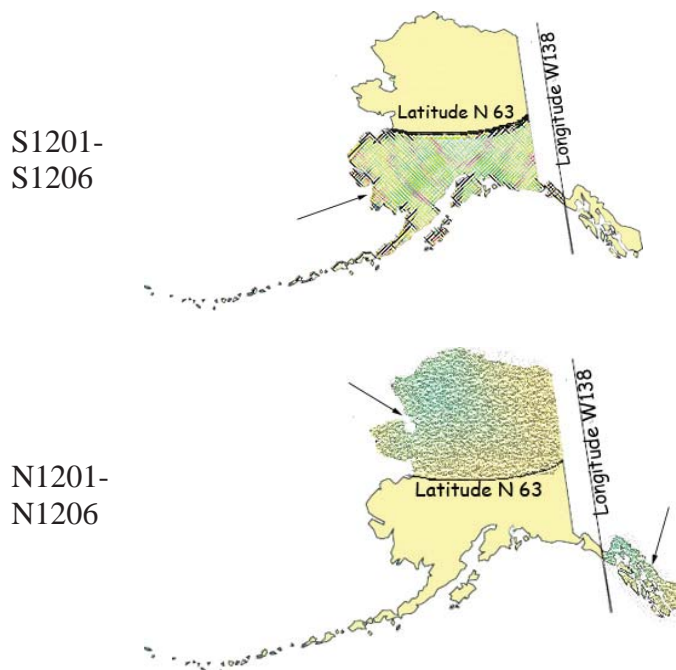 Latitude N 63
Longitude W138
S1201-
S1206
Latitude N 63
Longitude W138
N1201-
N1206